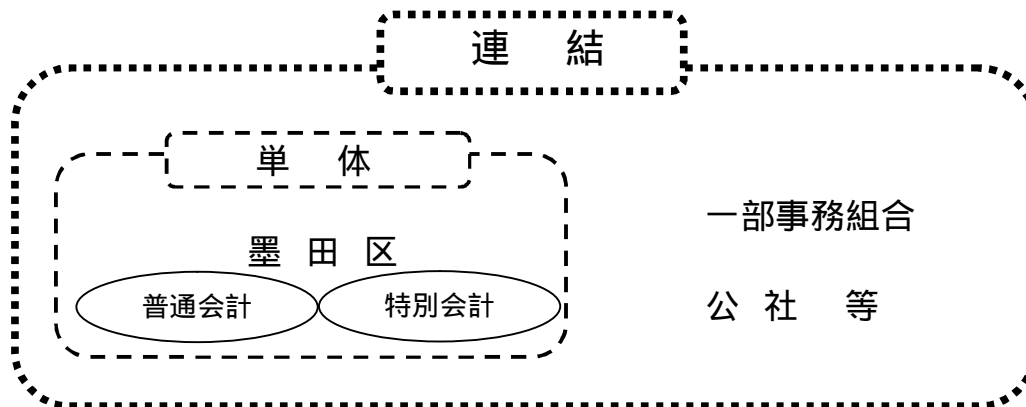 連結
単体
一部事務組合
墨田区
普通会計
特別会計
公社等